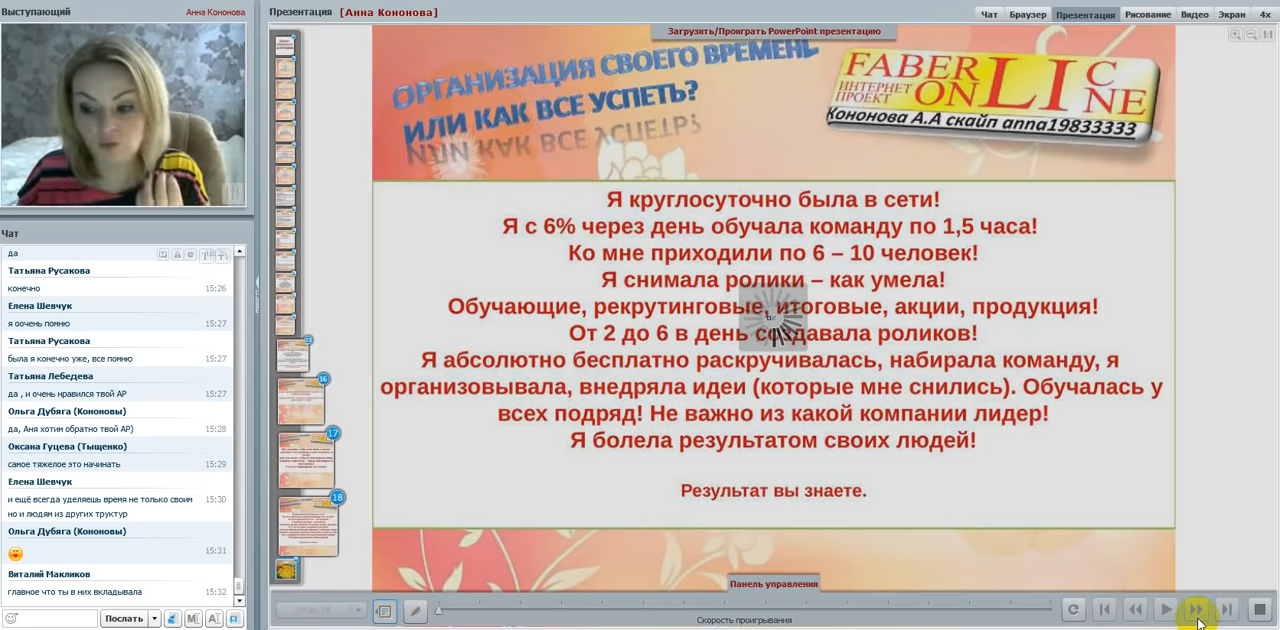 Выступающий
Анна Кононова
Презентация [Анна Кононова]
Чат Браузер Презентация Рисование Видео Экран 4x
Загрузить/Проиграть PowerPoint презентацию
1:1
ОРГАНИЗАЦИЯ СВОЕГО ВРЕМЕНЬ
ИЛИ КАК ВСЕ УСПЕТЬ?
FABERLIC
ИНТЕРНЕТ ПРОЕКТ
ONLINE
Кононова А.А скайп anna19833333
Я круглосуточно была в сети!
Я с 6% через день обучала команду по 1,5 часа!
Ко мне приходили по 6 – 10 человек!
Я снимала ролики – как умела!
Обучающие, рекрутинговые, итоговые, акции, продукция!
От 2 до 6 в день создавала роликов!
Я абсолютно бесплатно раскручивалась, набирала команду, я
организовывала, внедряла идеи (которые мне снились). Обучалась у
всех подряд! Не важно из какой компании лидер!
Я болела результатом своих людей!
Результат вы знаете.
Чат
да
Татьяна Русакова
конечно 15:26
Елена Шевчук
я оочень помню 15:27
Татьяна Русакова
была я конечно уже, все помню 15:27
Татьяна Лебедева
да , и очень нравился твой АР 15:27
Ольга Дубяга (Кононовы)
да, Аня хотим обратно твой АР) 15:28
Оксана Гуцева (Тыщенко)
самое тяжелое это начинать 15:29
Елена Шевчук
и ещё всегда уделяешь время не только своим 15:30
но и людям из других труктур
Ольга Дубяга (Кононовы)
15:31
Виталий Макликов
главное что ты в них вкладывала 15:32
Послать
16
17
18
Панель управления
Скорость проигрывания